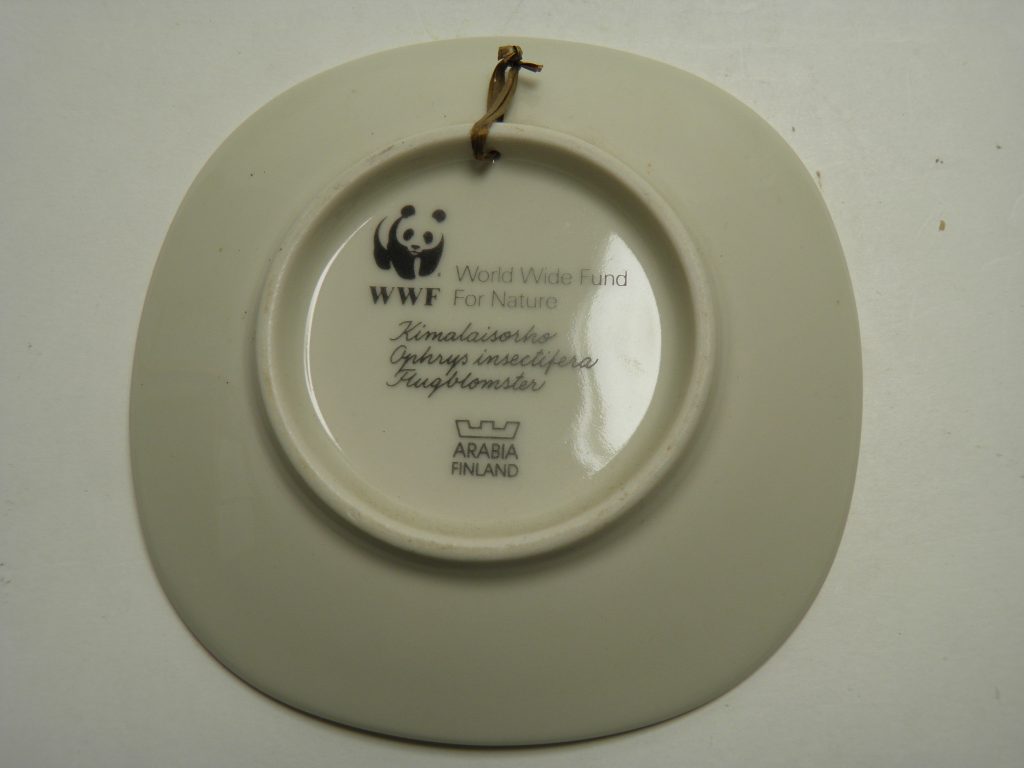 World Wide Fund
WWF For Nature
Kimalaisorho
Ophrys insectifera
Flugblomster
ARABIA
FINLAND